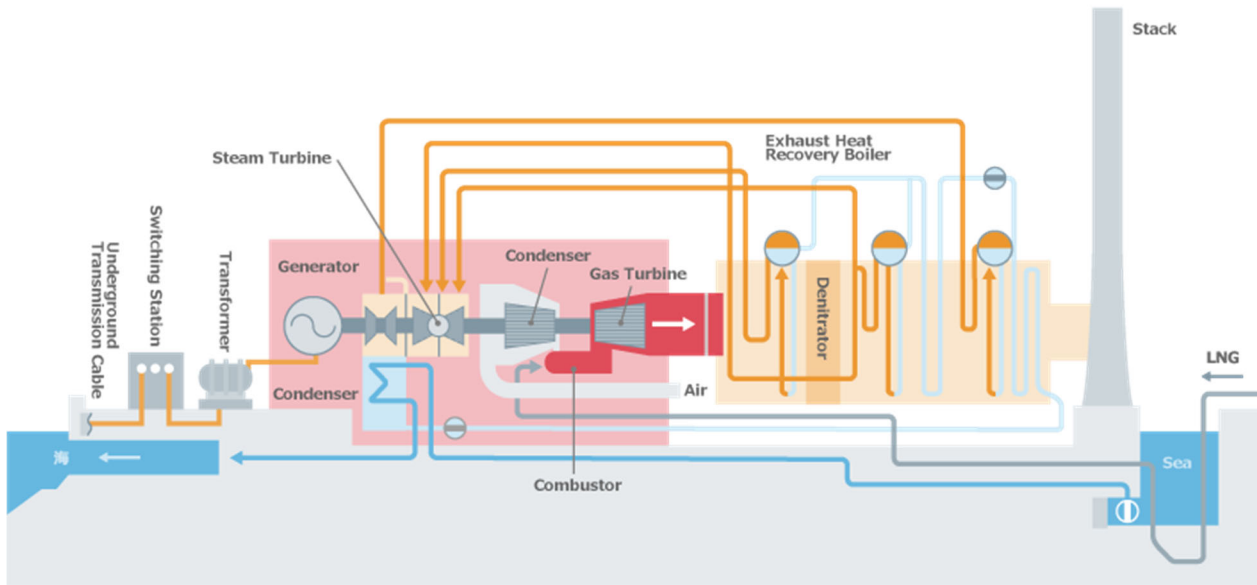 Stack
Exhaust Heat
Recovery Boiler
Steam Turbine
Underground
Transmission Cable
Switching Station
Transformer
Generator
Condenser
Gas Turbine
Denitrator
LNG
Condenser
Air
海
Sea
Combustor